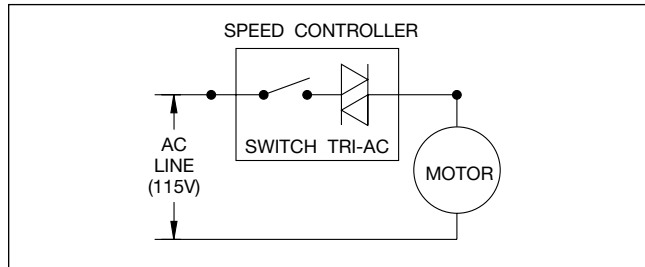 SPEED CONTROLLER
SWITCH TRI-AC
AC
LINE
(115V)
MOTOR